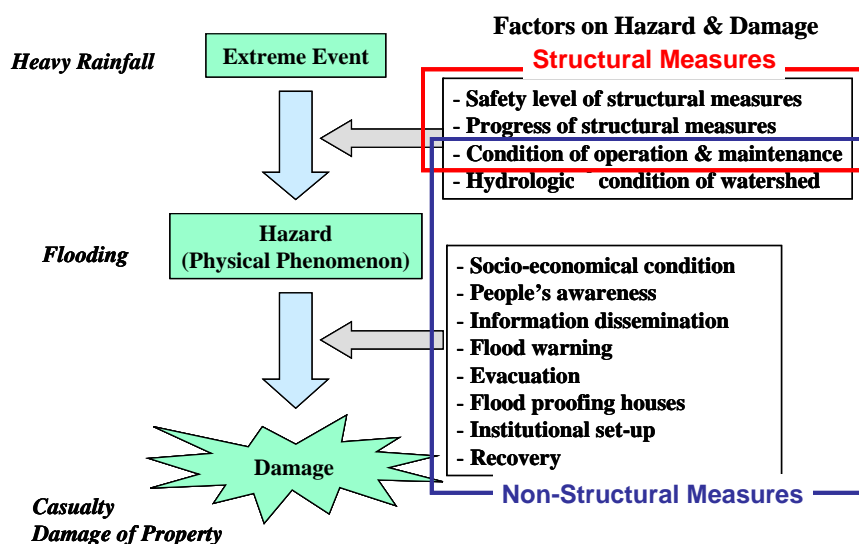 Factors on Hazard & Damage
Structural Measures
Heavy Rainfall
Extreme Event
- Safety level of structural measures
- Progress of structural measures
- Condition of operation & maintenance
- Hydrologic condition of watershed
Flooding
Hazard
(Physical Phenomenon)
- Socio-economical condition
- People’s awareness
- Information dissemination
- Flood warning
- Evacuation
- Flood proofing houses
- Institutional set-up
- Recovery
Damage
Non-Structural Measures
Casualty
Damage of Property